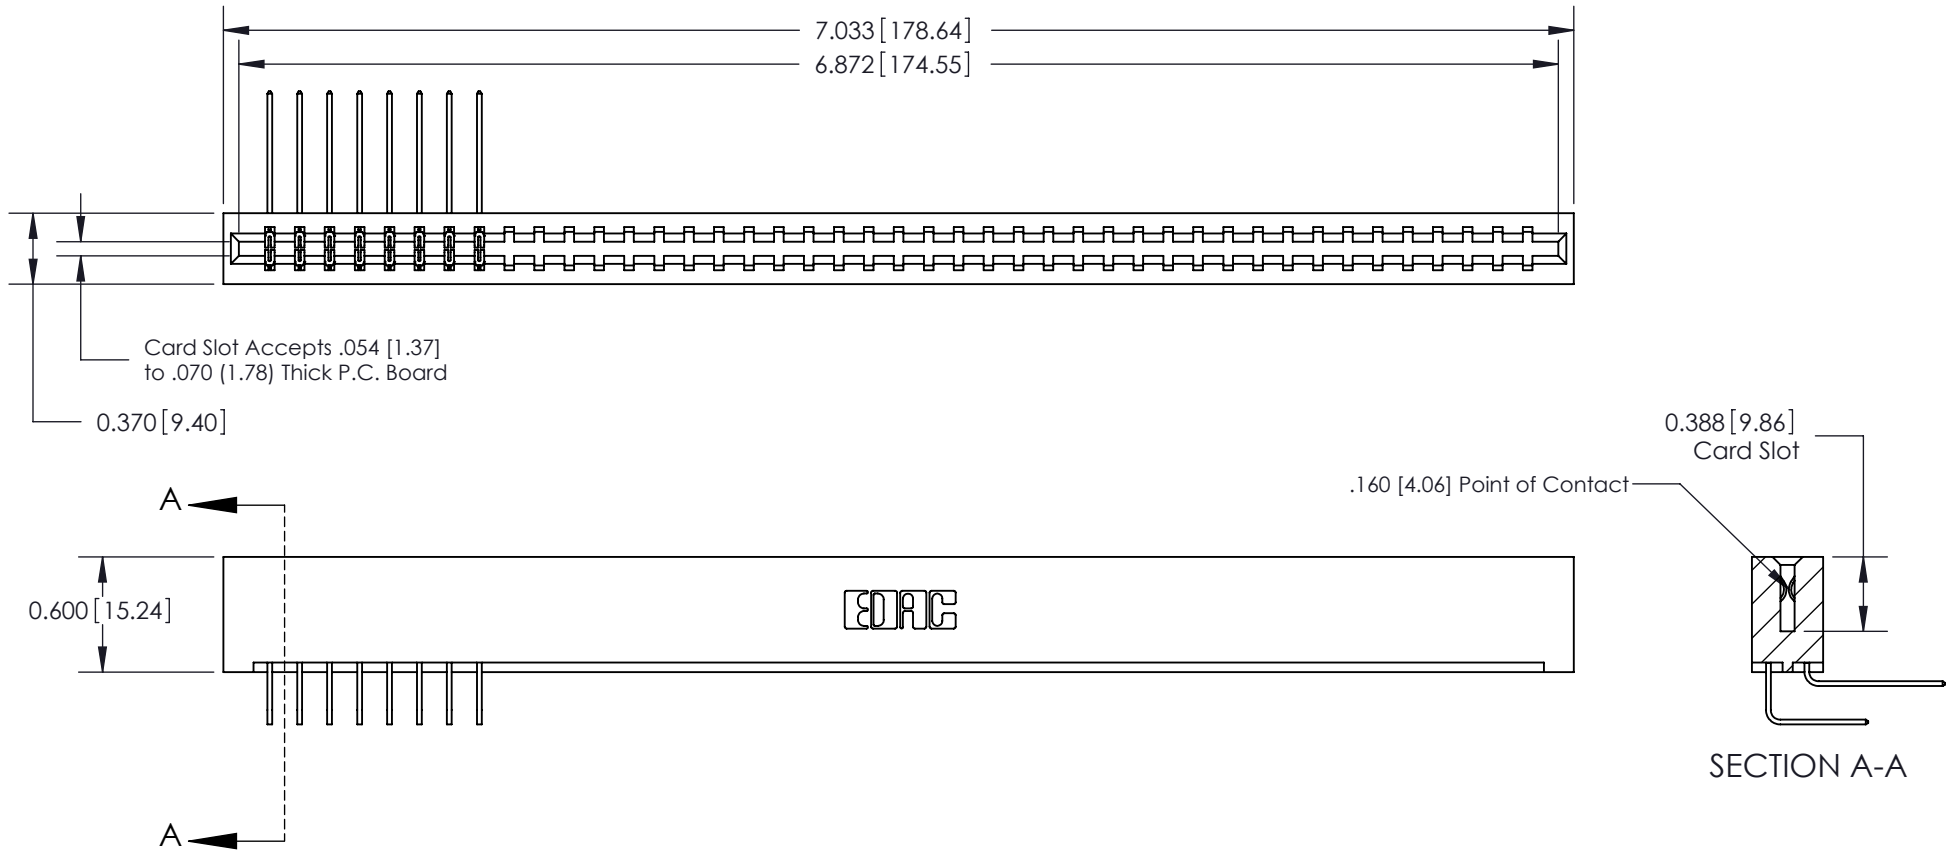 7.033 [178.64]
6.872 [174.55]
Card Slot Accepts .054 [1.37]
to .070 (1.78) Thick P.C. Board
0.370 [9.40]
0.388 [9.86]
Card Slot
.160 [4.06] Point of Contact
A
0.600 [15.24]
EDAC
SECTION A-A
A